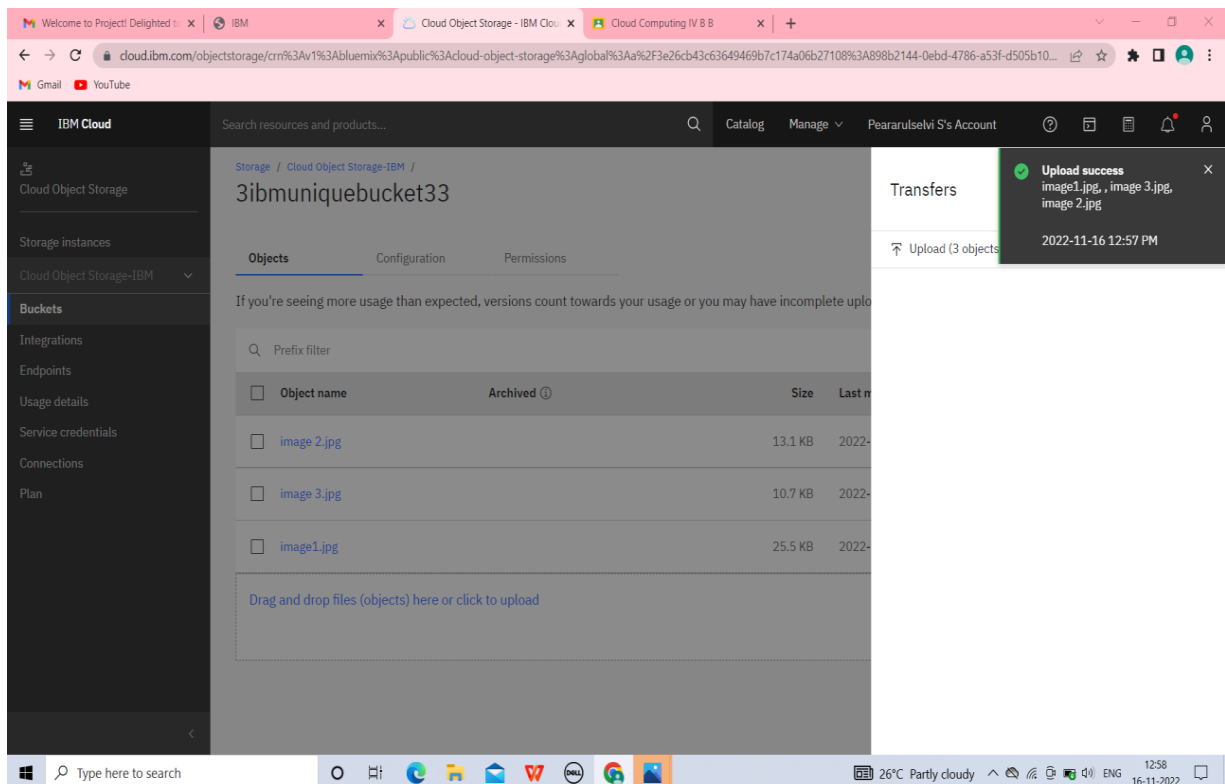 Welcome to Project! Delighted to
IBM
Cloud Object Storage - IBM Clou
Cloud Computing IV B B
cloud.ibm.com/objectstorage/crn%3Av1%3Abluemix%3Apublic%3Acloud-object-storage%3Aglobal%3Aa%2F3e26cb43c63649469b7c174a06b27108%3A898b2144-0ebd-4786-a53f-d505b10...
Gmail YouTube
IBM Cloud
Search resources and products...
Catalog Manage Peararulselvi S's Account
Cloud Object Storage
Storage instances
Cloud Object Storage-IBM
Buckets
Integrations
Endpoints
Usage details
Service credentials
Connections
Plan
Storage / Cloud Object Storage-IBM /
3ibmuniquebucket33
Objects Configuration Permissions
If you're seeing more usage than expected, versions count towards your usage or you may have incomplete uplo
Prefix filter
Object name Archived Size Last m
image 2.jpg 13.1 KB 2022-
image 3.jpg 10.7 KB 2022-
image1.jpg 25.5 KB 2022-
Drag and drop files (objects) here or click to upload
Transfers
Upload (3 objects
Upload success
image1.jpg, , image 3.jpg,
image 2.jpg
2022-11-16 12:57 PM
Type here to search
DELL
26°C Partly cloudy
ENG
12:58
16-11-2022